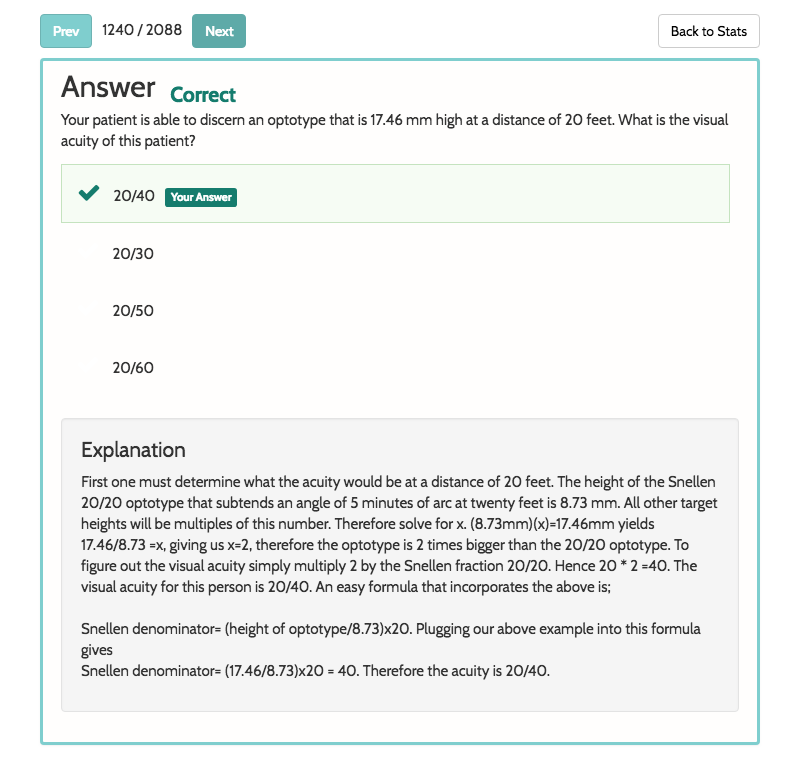 Prev 1240 / 2088 Next Back to Stats
Answer Correct
Your patient is able to discern an optotype that is 17.46 mm high at a distance of 20 feet. What is the visual
acuity of this patient?
20/40 Your Answer
20/30
20/50
20/60
Explanation
First one must determine what the acuity would be at a distance of 20 feet. The height of the Snellen
20/20 optotype that subtends an angle of 5 minutes of arc at twenty feet is 8.73 mm. All other target
heights will be multiples of this number. Therefore solve for x. (8.73mm)(x)=17.46mm yields
17.46/8.73 =x, giving us x=2, therefore the optotype is 2 times bigger than the 20/20 optotype. To
figure out the visual acuity simply multiply 2 by the Snellen fraction 20/20. Hence 20 * 2 =40. The
visual acuity for this person is 20/40. An easy formula that incorporates the above is;
Snellen denominator= (height of optotype/8.73)x20. Plugging our above example into this formula
gives
Snellen denominator= (17.46/8.73)x20 = 40. Therefore the acuity is 20/40.